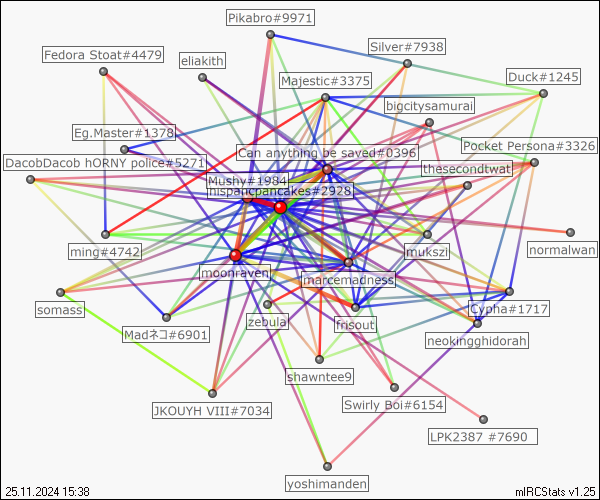 Pikabro#9971
Silver#7938
Fedora Stoat#4479
eliakith
Majestic#3375
Duck#1245
bigcitysamurai
Eg.Master#1378
Pocket Persona#3326
Can anything be saved#0396
DacobDacob hORNY police#5271
thesecondtwat
Mushy#1984
hispanicpancakes#2928
ming#4742
mukszi
normalwan
moonraven
marcemadness
somass
Cypha#1717
zebula
frisout
Madネコ#6901
neokingghidorah
shawntee9
JKOUYH VIII#7034
Swirly Boi#6154
LPK2387 #7690
yoshimanden
25.11.2024 15:38
mIRCStats v1.25